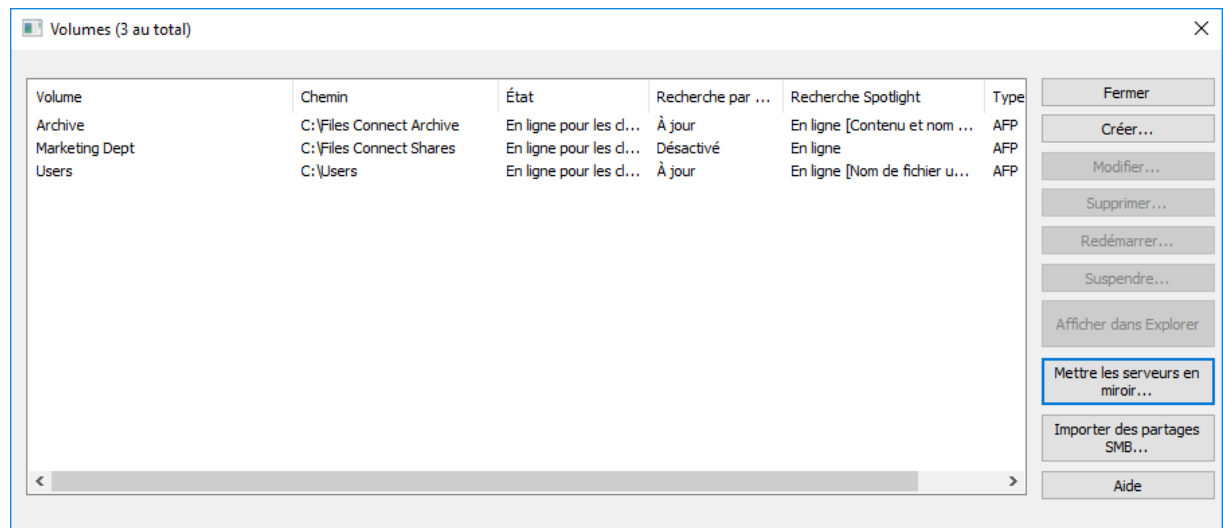 Volumes (3 au total)
Volume Chemin État Recherche par ... Recherche Spotlight Type
Archive C:\Files Connect Archive En ligne pour les cl... À jour En ligne [Contenu et nom ... AFP
Marketing Dept C:\Files Connect Shares En ligne pour les cl... Désactivé En ligne AFP
Users C:\Users En ligne pour les cl... À jour En ligne [Nom de fichier u... AFP
Fermer
Créer...
Modifier...
Supprimer...
Redémarrer...
Suspendre...
Afficher dans Explorer
Mettre les serveurs en
miroir...
Importer des partages
SMB...
Aide